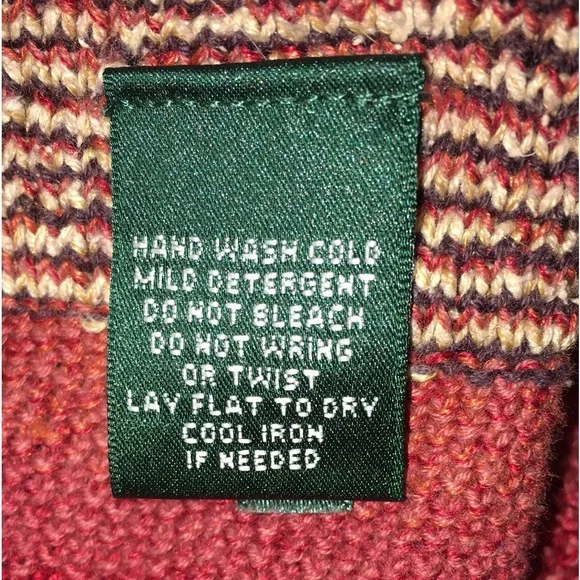 HAND WASH COLD
MILD DETERGENT
DO NOT BLEACH
DO NOT WRING
OR TWIST
LAY FLAT TO DRY
COOL IRON
IF NEEDED